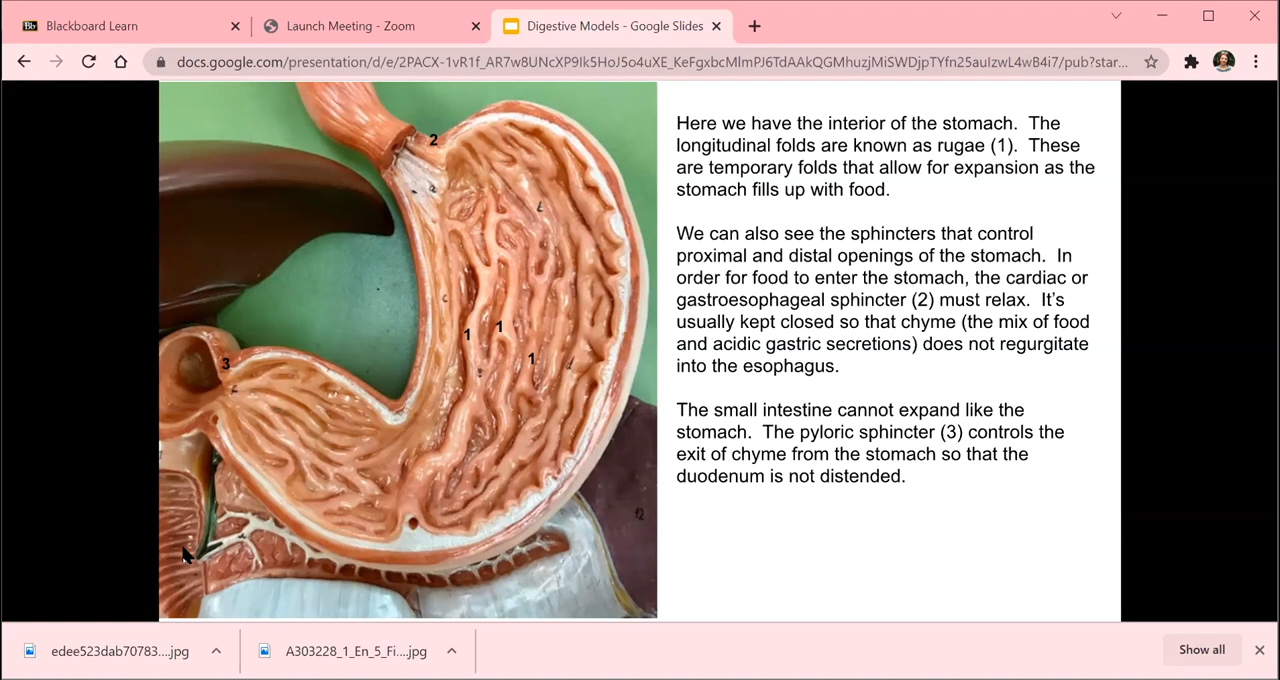 Blackboard Learn
Launch Meeting - Zoom
Digestive Models - Google Slides
docs.google.com/presentation/d/e/2PACX-1vR1f_AR7w8UNcXP9Ik5HoJ5o4uXE_KeFgxbcMlmPJ6TdAAkQGMhuzjMiSWDjpTYfn25auIzwL4wB4i7/pub?star...
2
3
1
1
1
12
Here we have the interior of the stomach. The
longitudinal folds are known as rugae (1). These
are temporary folds that allow for expansion as the
stomach fills up with food.
We can also see the sphincters that control
proximal and distal openings of the stomach. In
order for food to enter the stomach, the cardiac or
gastroesophageal sphincter (2) must relax. It's
usually kept closed so that chyme (the mix of food
and acidic gastric secretions) does not regurgitate
into the esophagus.
The small intestine cannot expand like the
stomach. The pyloric sphincter (3) controls the
exit of chyme from the stomach so that the
duodenum is not distended.
edee523dab70783....jpg
A303228_1_En_5_Fi....jpg
Show all